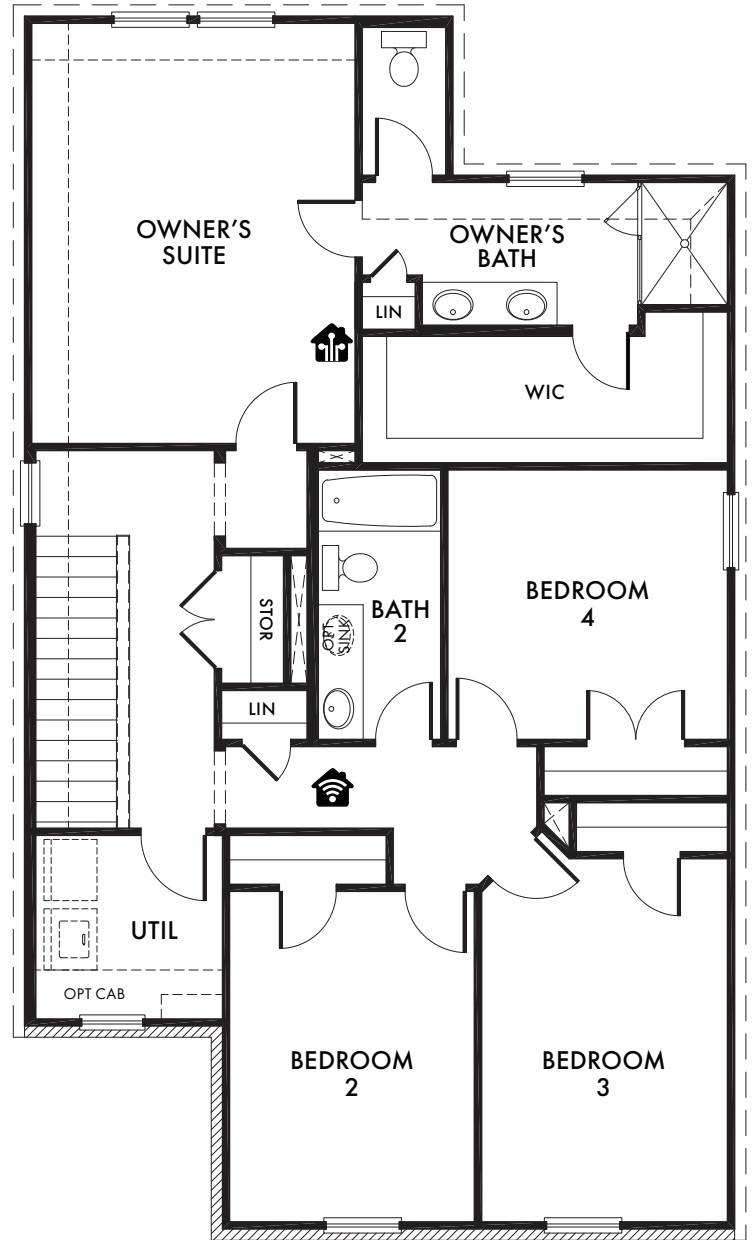 OWNER'S
SUITE
OWNER'S
BATH
LIN
WIC
BEDROOM
4
BATH
2
OPT
SINK
STOR
LIN
UTIL
OPT CAB
BEDROOM
2
BEDROOM
3